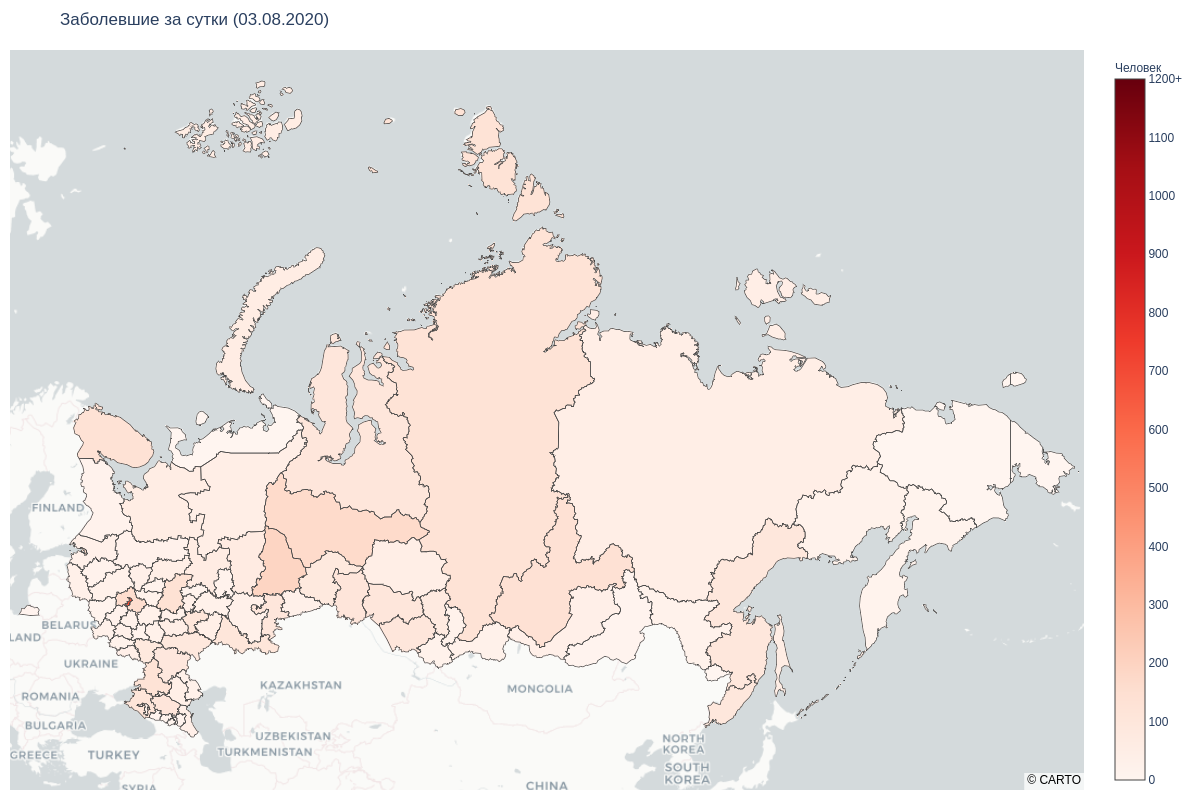 Заболевшие за сутки (03.08.2020)
Человек
1200+
1100
1000
900
800
700
600
500
400
300
200
100
0
FINLAND
BELARUS
LAND
UKRAINE
ROMANIA
BULGARIA
GREECE
TURKEY
SYRIA
KAZAKHSTAN
UZBEKISTAN
TURKMENISTAN
MONGOLIA
CHINA
NORTH
KOREA
SOUTH
KOREA
© CARTO